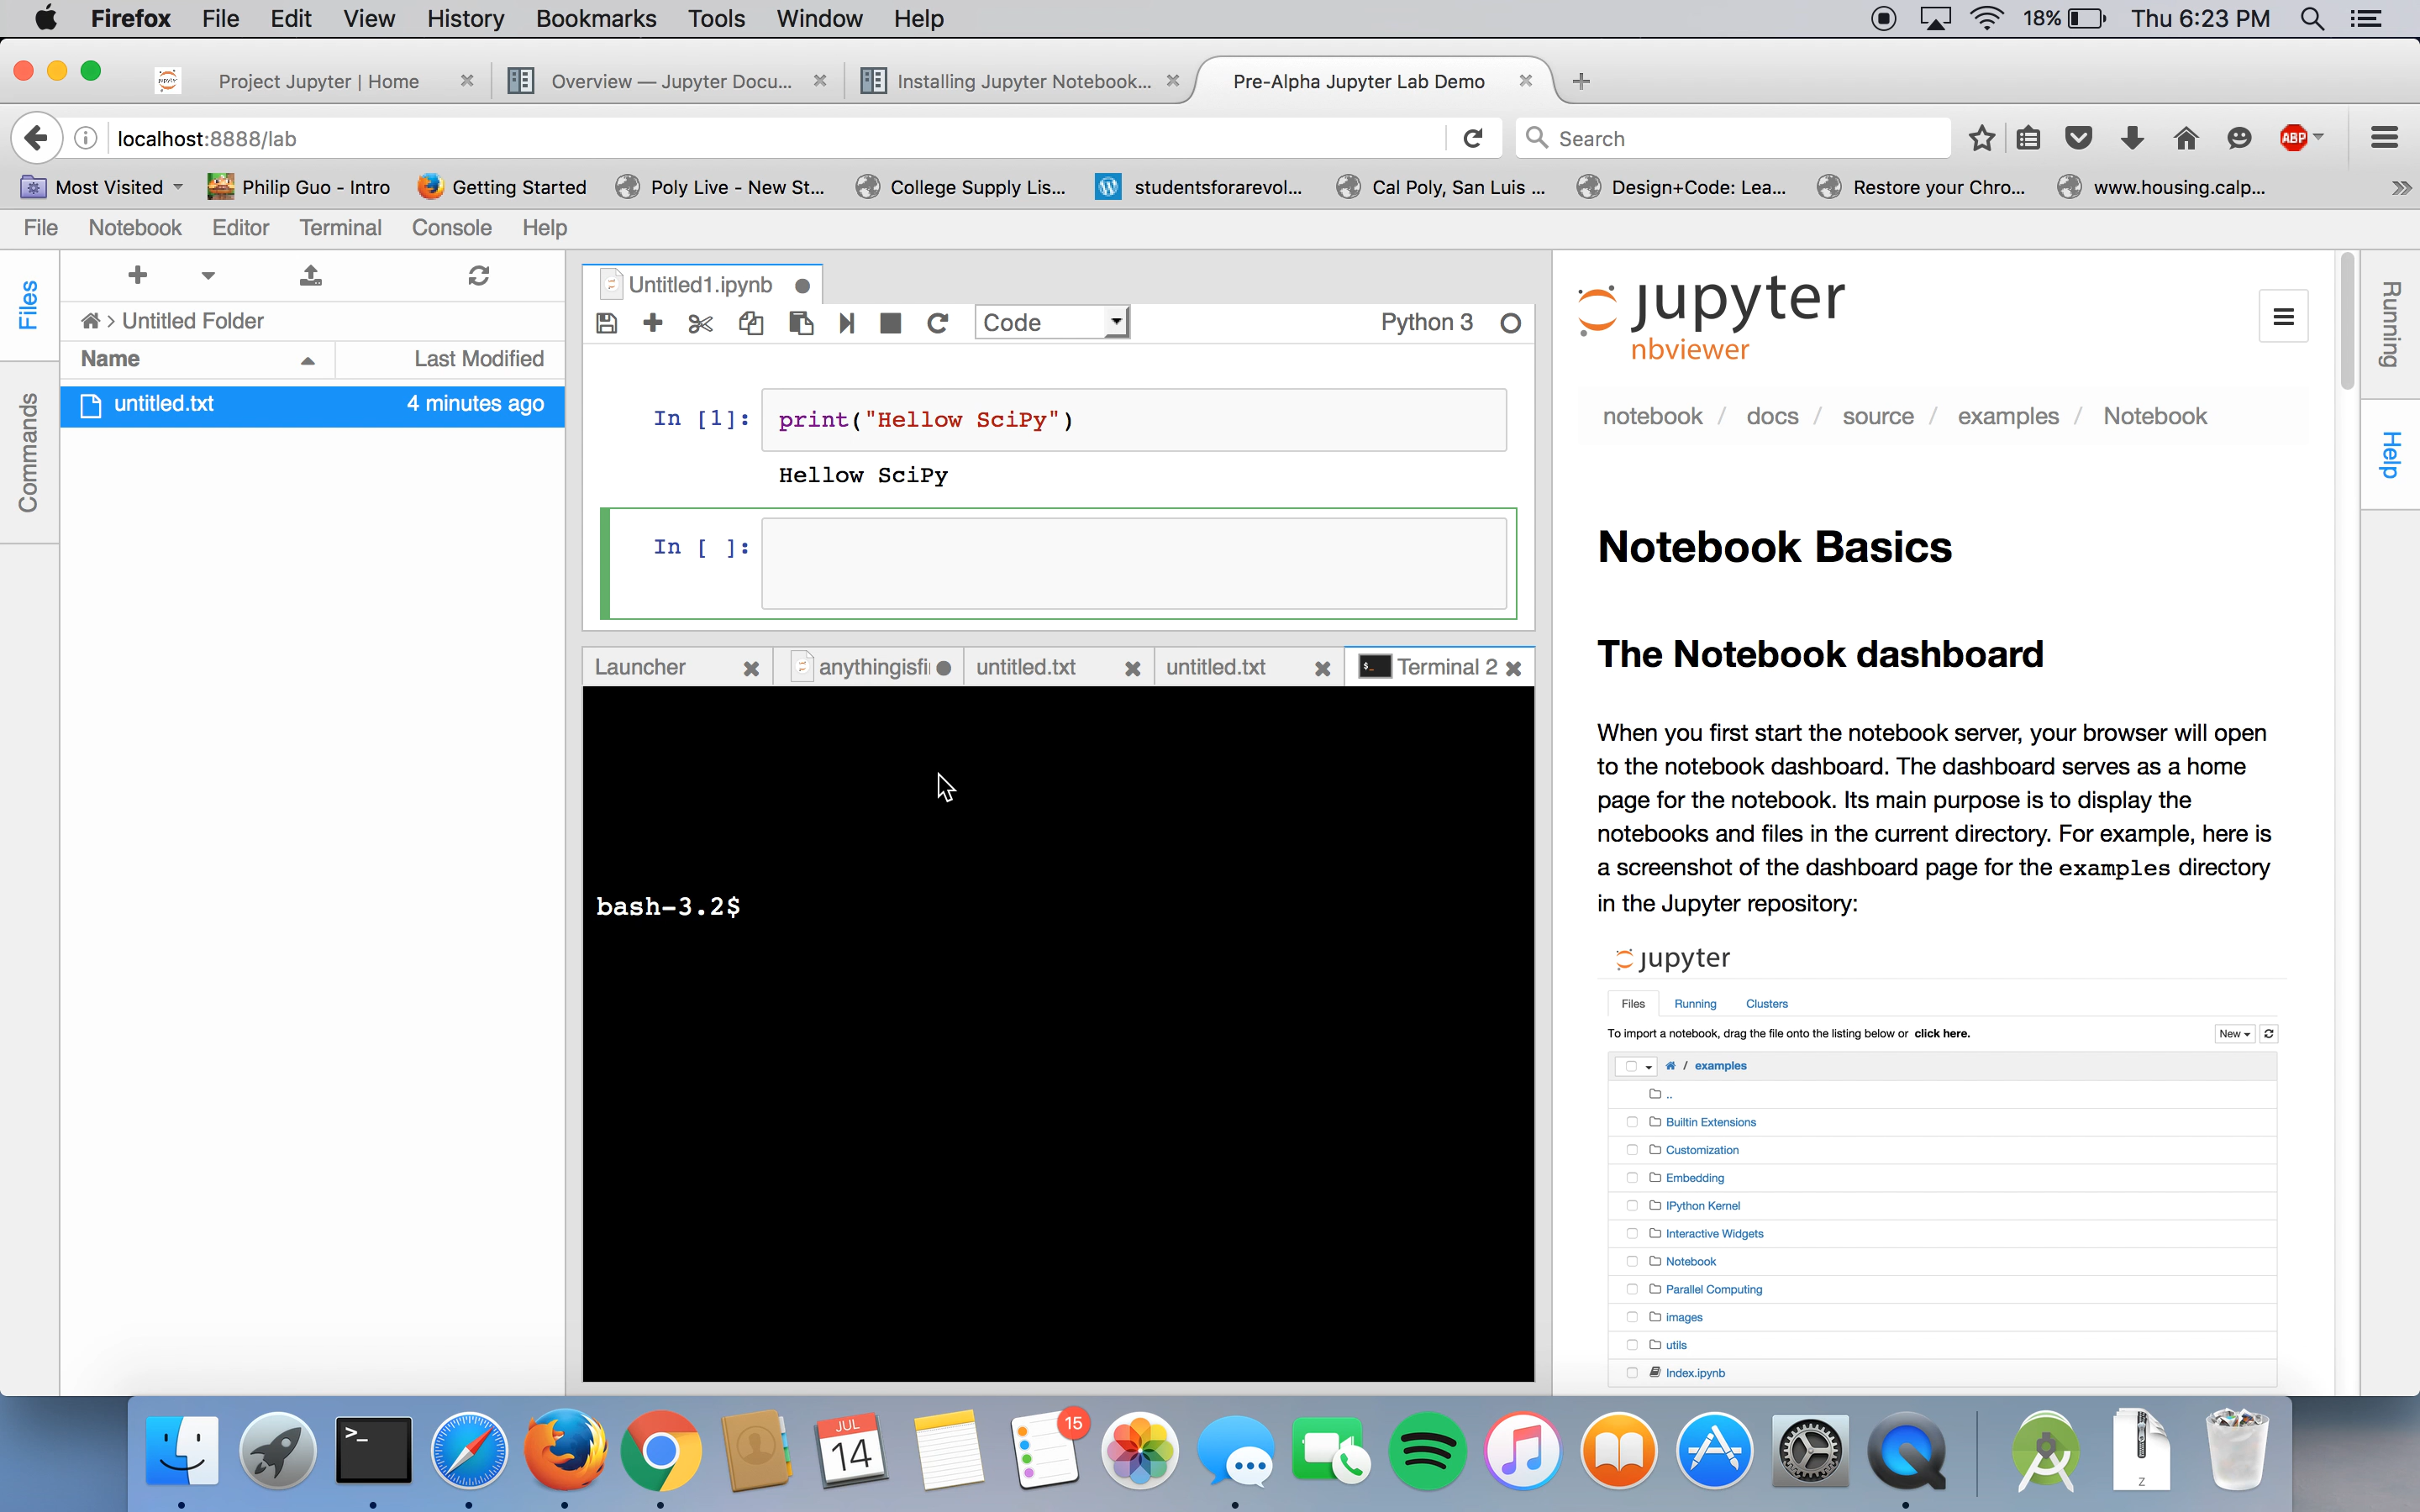 Firefox File Edit View History Bookmarks Tools Window Help 18% Thu 6:23 PM
Project Jupyter | Home Overview — Jupyter Docu... Installing Jupyter Notebook... Pre-Alpha Jupyter Lab Demo
localhost:8888/lab Search ABP
Most Visited Philip Guo - Intro Getting Started Poly Live - New St... College Supply Lis... studentsforarevol... Cal Poly, San Luis ... Design+Code: Lea... Restore your Chro... www.housing.calp...
File Notebook Editor Terminal Console Help
Files
Commands
> Untitled Folder
Name Last Modified
untitled.txt 4 minutes ago
Untitled1.ipynb
Code Python 3
In [1]: print("Hellow SciPy")
Hellow SciPy
In [ ]:
Launcher anythingisfi untitled.txt untitled.txt Terminal 2
bash-3.2$
jupyter
nbviewer
notebook / docs / source / examples / Notebook
Notebook Basics
The Notebook dashboard
When you first start the notebook server, your browser will open
to the notebook dashboard. The dashboard serves as a home
page for the notebook. Its main purpose is to display the
notebooks and files in the current directory. For example, here is
a screenshot of the dashboard page for the examples directory
in the Jupyter repository:
jupyter
Files Running Clusters
To import a notebook, drag the file onto the listing below or click here. New
/ examples
..
Builtin Extensions
Customization
Embedding
IPython Kernel
Interactive Widgets
Notebook
Parallel Computing
images
utils
Index.ipynb
Running
Help
JUL
14
15
Z